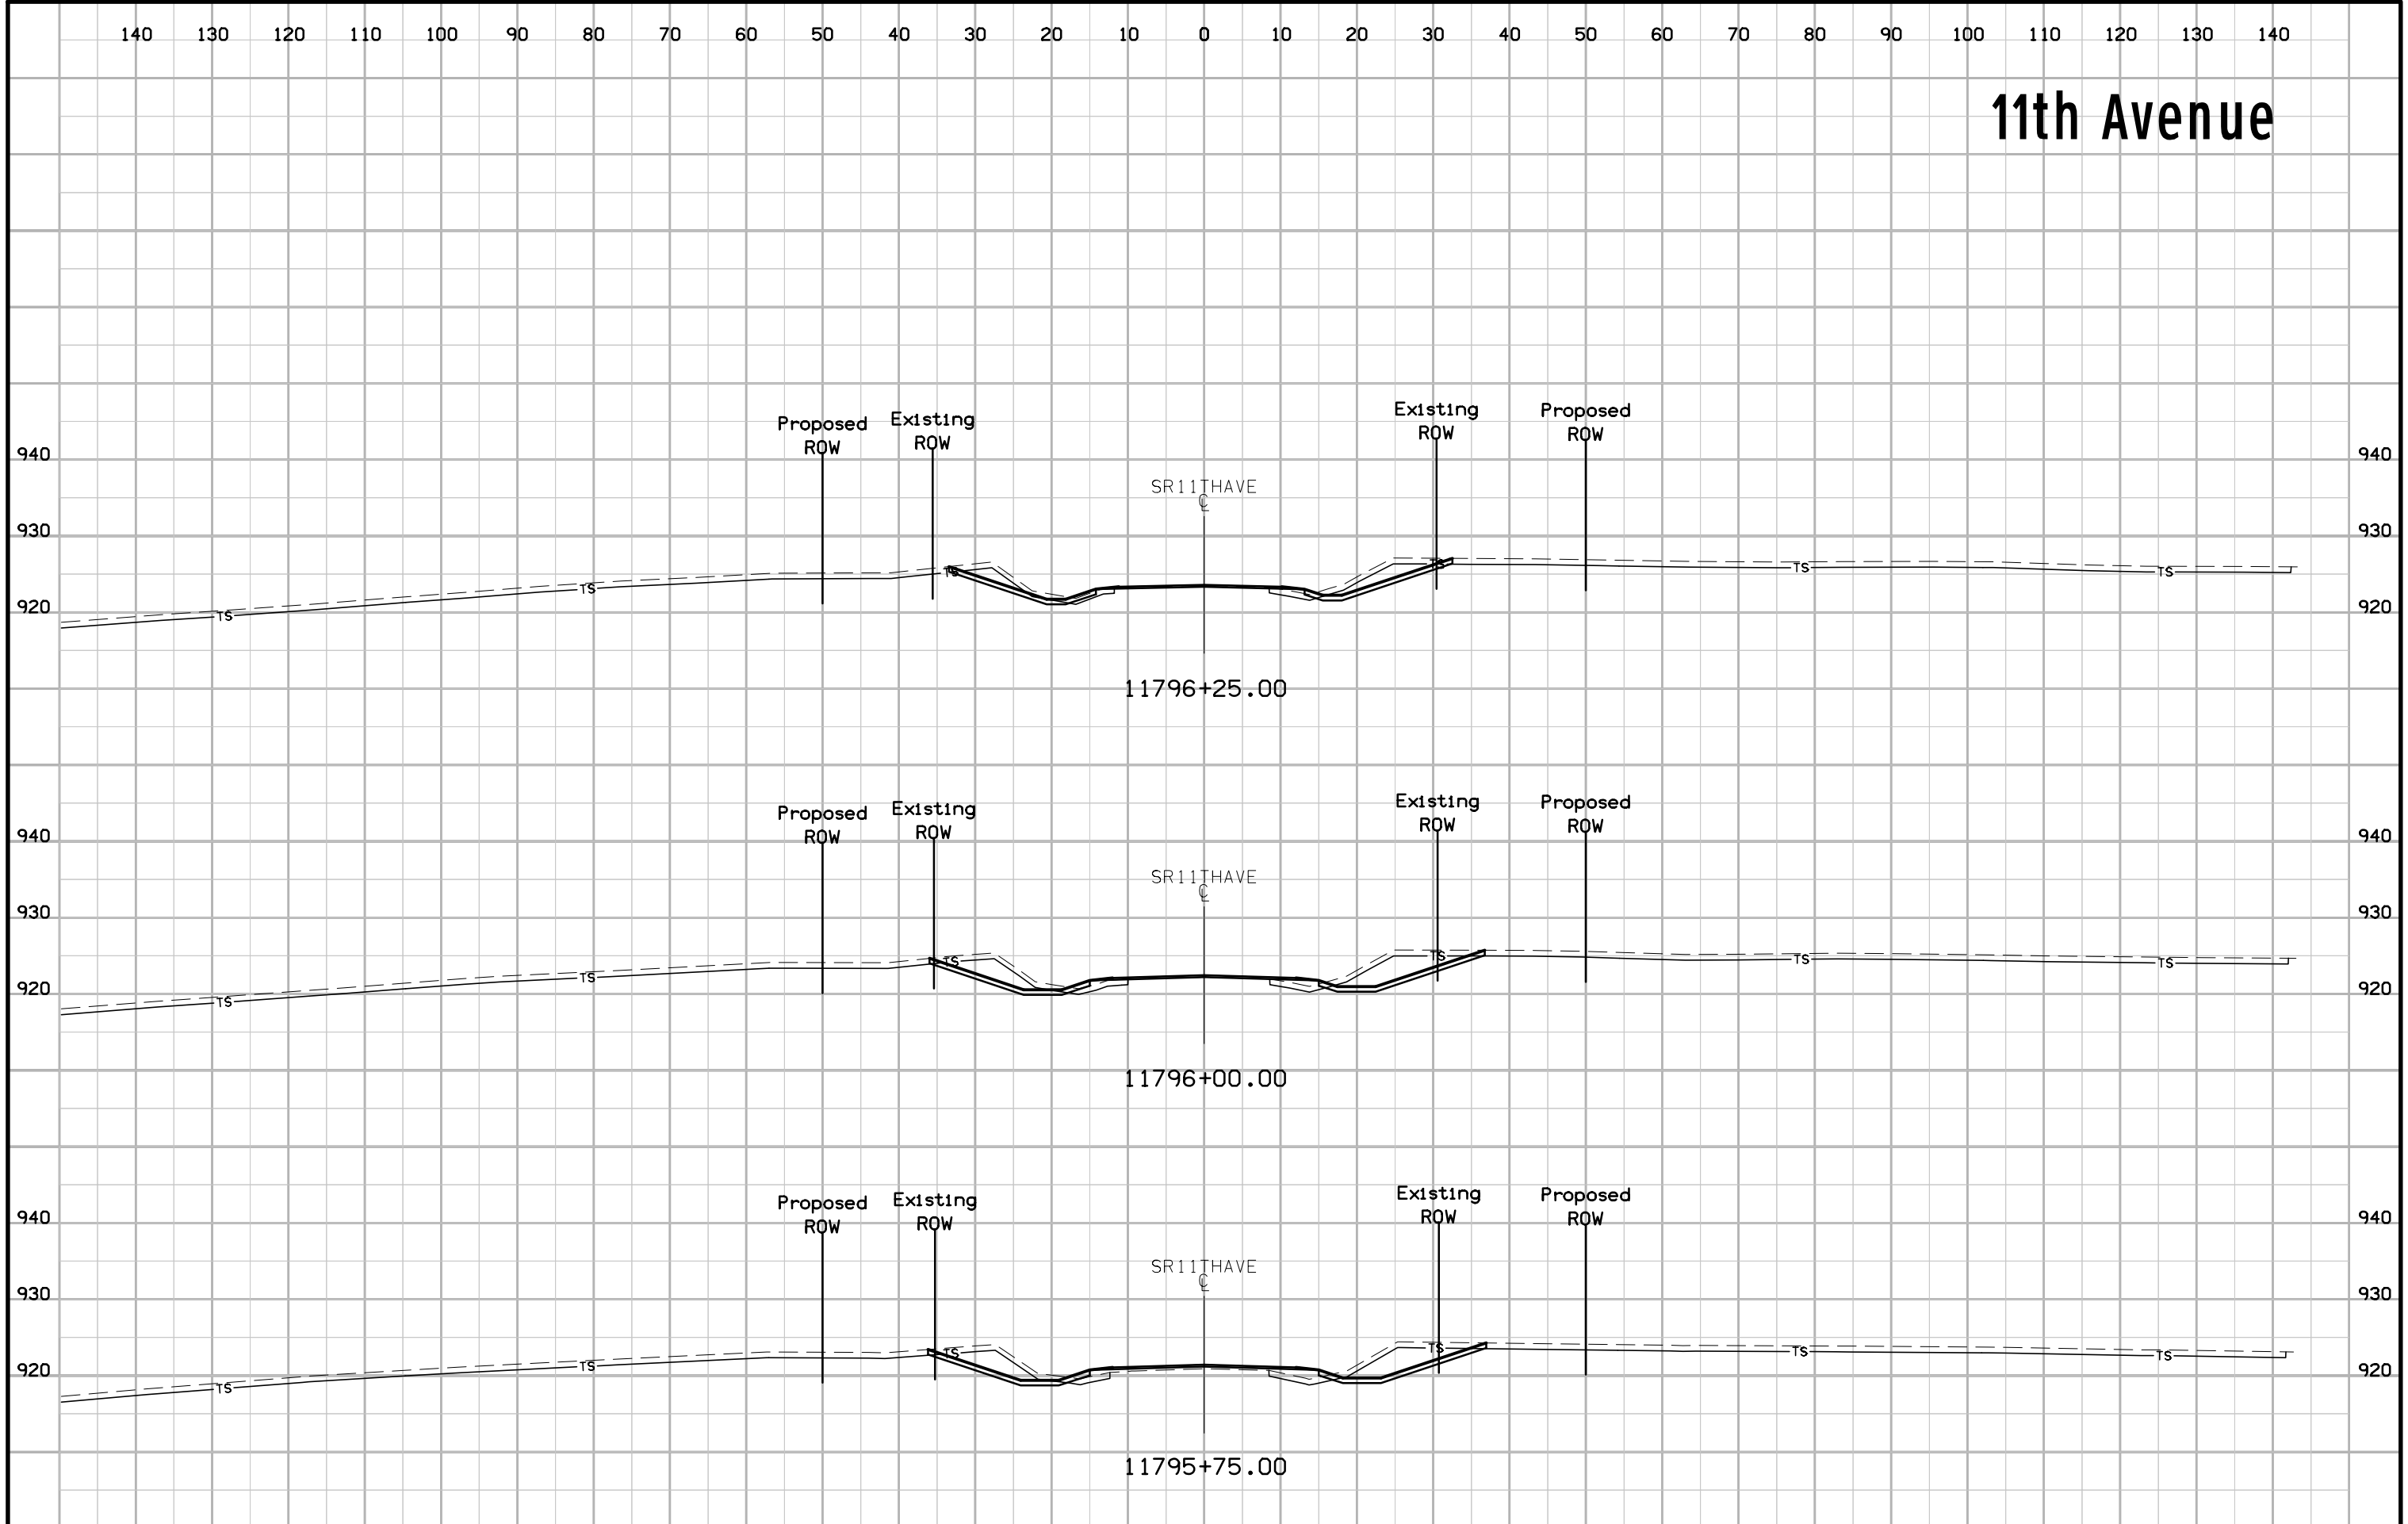 140 130 120 110 100 90 80 70 60 50 40 30 20 10 0 10 20 30 40 50 60 70 80 90 100 110 120 130 140
11th Avenue
Proposed ROW
Existing ROW
Existing ROW
Proposed ROW
940 940
SR11THAVE
℄
930 930
TS TS TS TS TS TS
920 920
11796+25.00
Proposed ROW
Existing ROW
Existing ROW
Proposed ROW
940 940
SR11THAVE
℄
930 930
TS TS TS TS TS TS
920 920
11796+00.00
Proposed ROW
Existing ROW
Existing ROW
Proposed ROW
940 940
SR11THAVE
℄
930 930
TS TS TS TS TS TS
920 920
11795+75.00